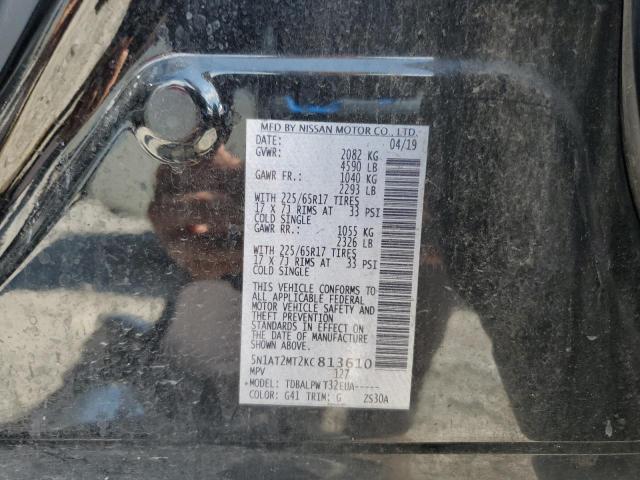 MFD BY NISSAN MOTOR CO., LTD.
DATE: 04/19
GVWR: 2082 KG
4590 LB
GAWR FR.: 1040 KG
2293 LB
WITH 225/65R17 TIRES
17 X 7J RIMS AT 33 PSI
COLD SINGLE
GAWR RR.: 1055 KG
2326 LB
WITH 225/65R17 TIRES
17 X 7J RIMS AT 33 PSI
COLD SINGLE
THIS VEHICLE CONFORMS TO
ALL APPLICABLE FEDERAL
MOTOR VEHICLE SAFETY AND
THEFT PREVENTION
STANDARDS IN EFFECT ON
THE DATE OF MANUFACTURE
SHOWN ABOVE.
5N1AT2MT2KC813610
MPV 127
*MODEL: TDBALPW T32EUA-----
COLOR: G41 TRIM: G 2S30A